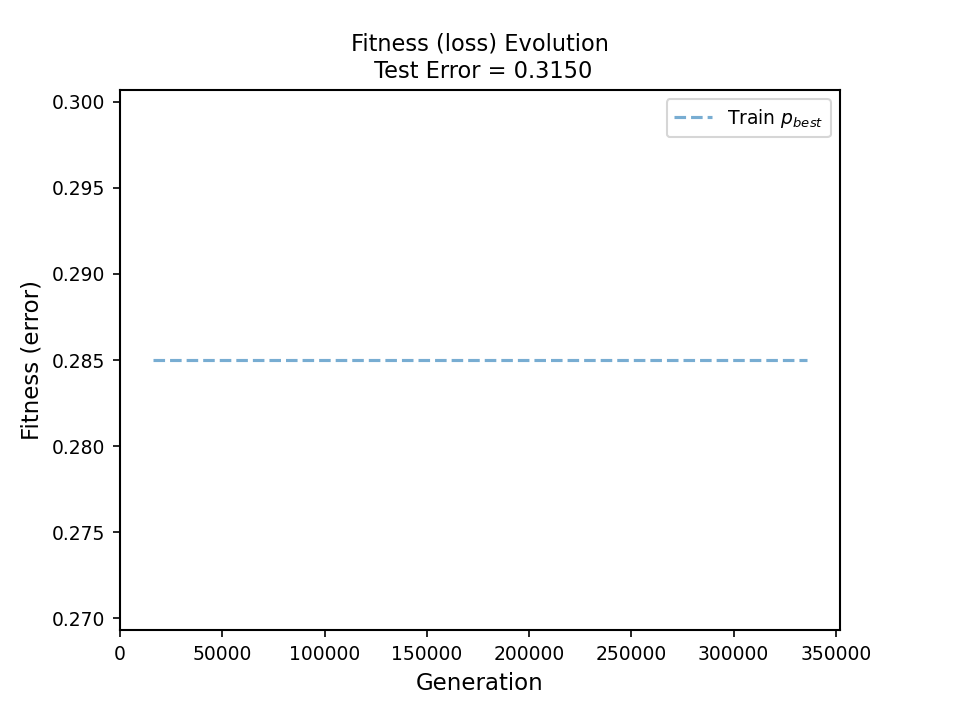 Fitness (loss) Evolution
Test Error = 0.3150
Train p_best
0.300
0.295
0.290
0.285
0.280
0.275
0.270
Fitness (error)
0 50000 100000 150000 200000 250000 300000 350000
Generation